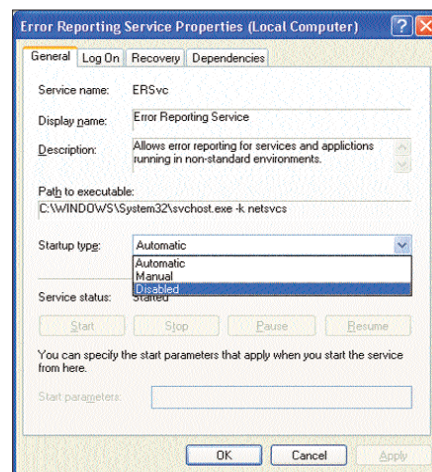 Error Reporting Service Properties (Local Computer)
General Log On Recovery Dependencies
Service name: ERSvc
Display name: Error Reporting Service
Description: Allows error reporting for services and applictions
running in non-standard environments.
Path to executable:
C:\WINDOWS\System32\svchost.exe -k netsvcs
Startup type: Automatic
Automatic
Manual
Disabled
Service status: Started
Start Stop Pause Resume
You can specify the start parameters that apply when you start the service
from here.
Start parameters:
OK Cancel Apply